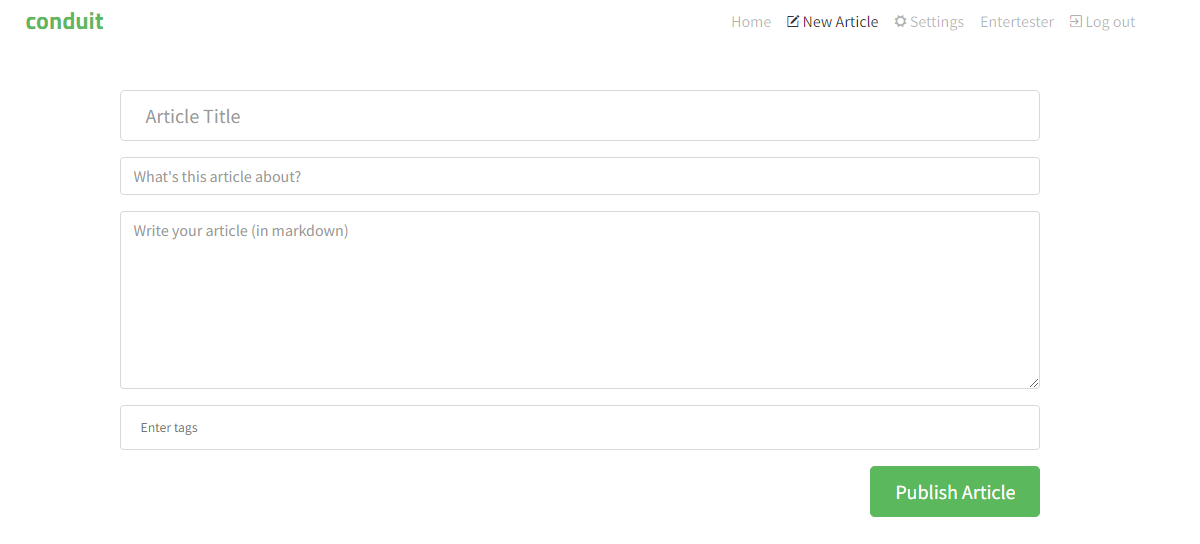 conduit
Home New Article Settings Entertester Log out
Article Title
What's this article about?
Write your article (in markdown)
Enter tags
Publish Article